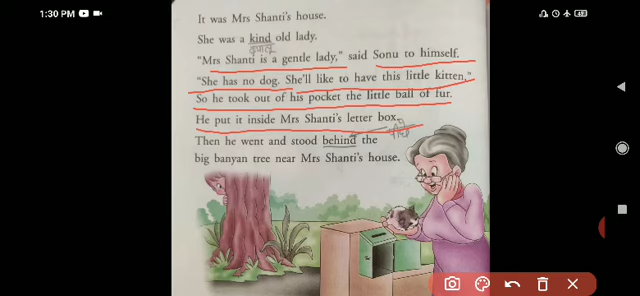 1:30 PM
It was Mrs Shanti's house.
She was a kind old lady.
दयालु
"Mrs Shanti is a gentle lady," said Sonu to himself.
"She has no dog. She'll like to have this little kitten."
So he took out of his pocket the little ball of fur.
He put it inside Mrs Shanti's letter box.
Then he went and stood behind the
big banyan tree near Mrs Shanti's house.